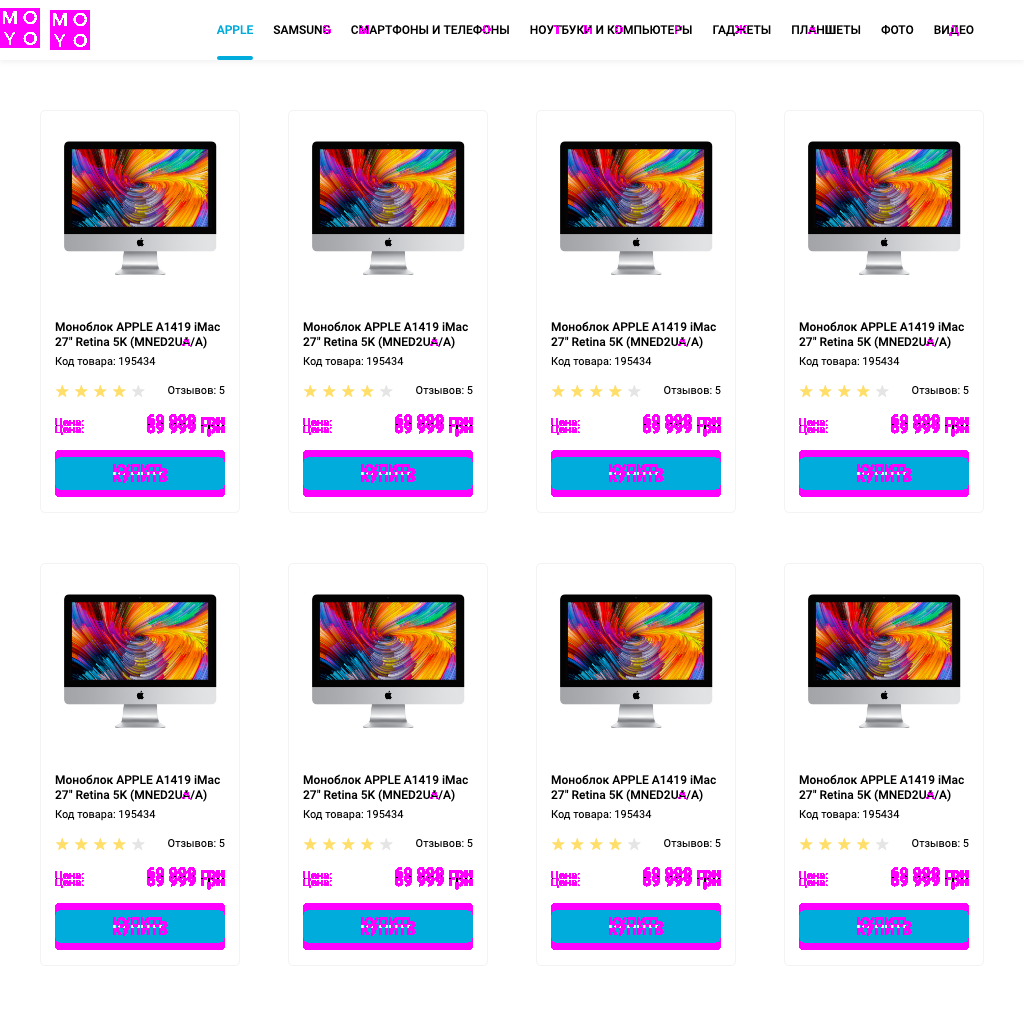 MO MO
YO YO
APPLE SAMSUNG СМАРТФОНЫ И ТЕЛЕФОНЫ НОУТБУКИ И КОМПЬЮТЕРЫ ГАДЖЕТЫ ПЛАНШЕТЫ ФОТО ВИДЕО
Моноблок APPLE A1419 iMac
27" Retina 5K (MNED2UA/A)
Код товара: 195434
Отзывов: 5
Цена: 69 999 грн
КУПИТЬ
Моноблок APPLE A1419 iMac
27" Retina 5K (MNED2UA/A)
Код товара: 195434
Отзывов: 5
Цена: 69 999 грн
КУПИТЬ
Моноблок APPLE A1419 iMac
27" Retina 5K (MNED2UA/A)
Код товара: 195434
Отзывов: 5
Цена: 69 999 грн
КУПИТЬ
Моноблок APPLE A1419 iMac
27" Retina 5K (MNED2UA/A)
Код товара: 195434
Отзывов: 5
Цена: 69 999 грн
КУПИТЬ
Моноблок APPLE A1419 iMac
27" Retina 5K (MNED2UA/A)
Код товара: 195434
Отзывов: 5
Цена: 69 999 грн
КУПИТЬ
Моноблок APPLE A1419 iMac
27" Retina 5K (MNED2UA/A)
Код товара: 195434
Отзывов: 5
Цена: 69 999 грн
КУПИТЬ
Моноблок APPLE A1419 iMac
27" Retina 5K (MNED2UA/A)
Код товара: 195434
Отзывов: 5
Цена: 69 999 грн
КУПИТЬ
Моноблок APPLE A1419 iMac
27" Retina 5K (MNED2UA/A)
Код товара: 195434
Отзывов: 5
Цена: 69 999 грн
КУПИТЬ